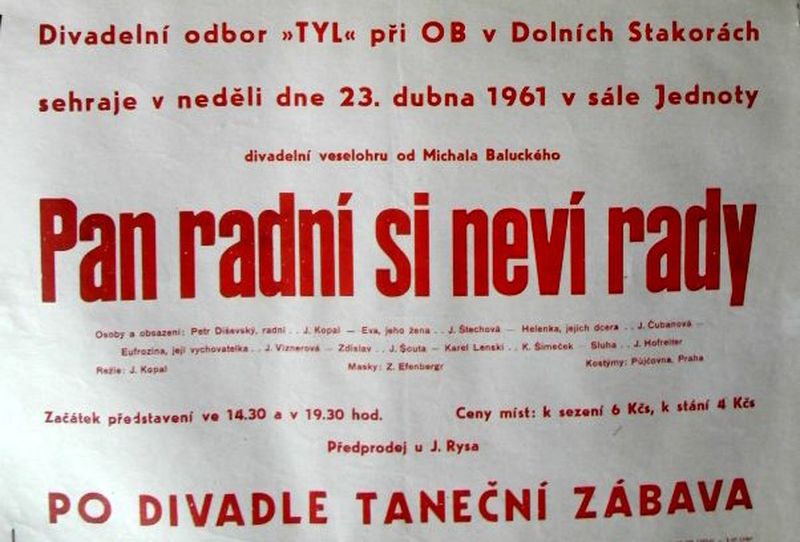 Divadelní odbor »TYL« při OB v Dolních Stakorách
sehraje v neděli dne 23. dubna 1961 v sále Jednoty
divadelní veselohru od Michala Baluckého
Pan radní si neví rady
Osoby a obsazení: Petr Diševský, radní . . J. Kopal — Eva, jeho žena . . J. Štechová — Helenka, jejich dcera . . J. Čubanová —
Eufrozina, její vychovatelka . . J. Viznerová — Zdislav . . J. Šouta — Karel Lenski . . K. Šimeček — Sluha . . J. Hofreiter
Režie: J. Kopal Masky: Z. Efenbergr Kostýmy: Půjčovna, Praha
Začátek představení ve 14.30 a v 19.30 hod. Ceny míst: k sezení 6 Kčs, k stání 4 Kčs
Předprodej u J. Rysa
PO DIVADLE TANEČNÍ ZÁBAVA